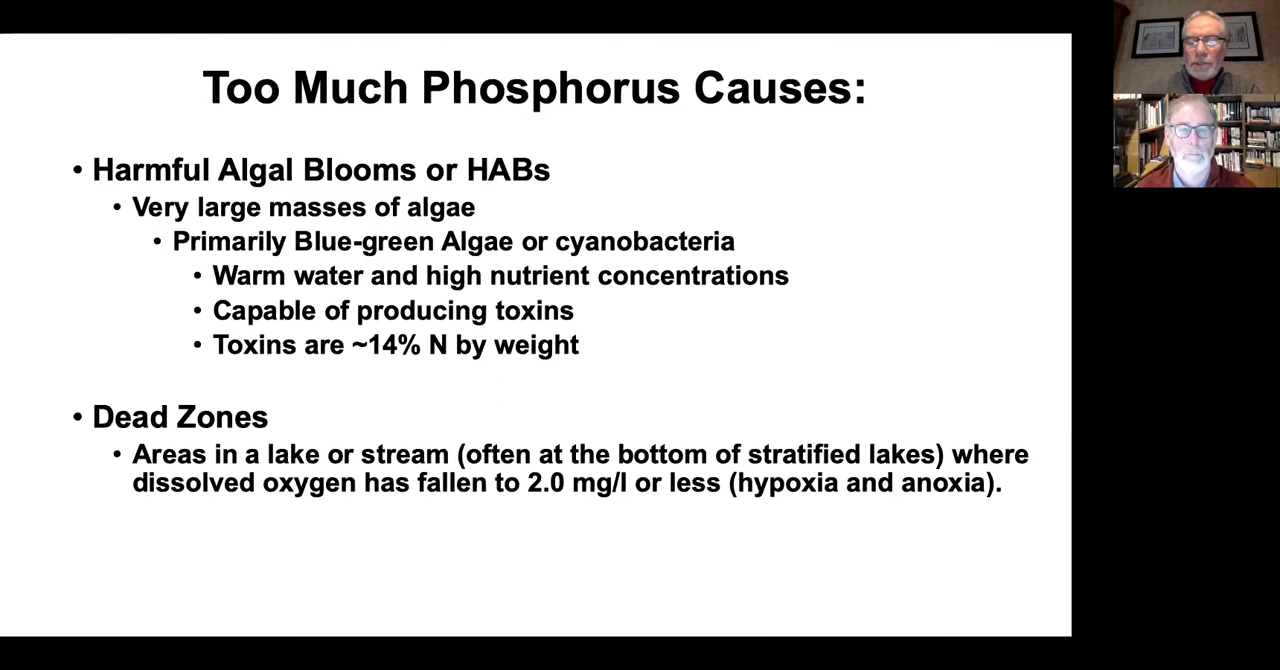 Too Much Phosphorus Causes:
• Harmful Algal Blooms or HABs
• Very large masses of algae
• Primarily Blue-green Algae or cyanobacteria
• Warm water and high nutrient concentrations
• Capable of producing toxins
• Toxins are ~14% N by weight
• Dead Zones
• Areas in a lake or stream (often at the bottom of stratified lakes) where
dissolved oxygen has fallen to 2.0 mg/l or less (hypoxia and anoxia).